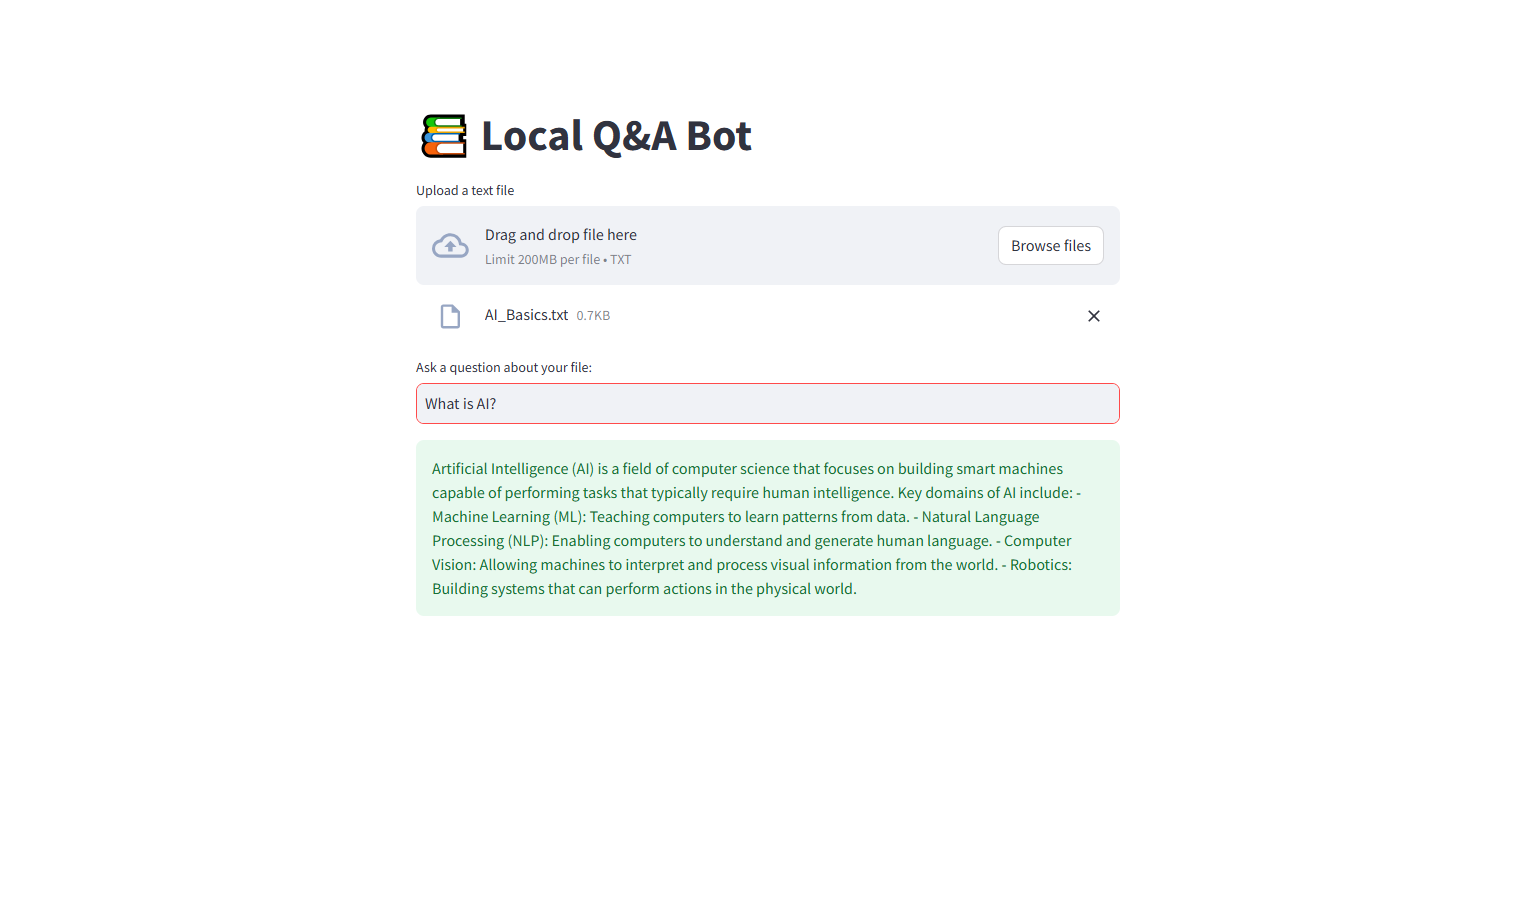 Local Q&A Bot
Upload a text file
Drag and drop file here
Limit 200MB per file • TXT
Browse files
AI_Basics.txt 0.7KB
Ask a question about your file:
What is AI?
Artificial Intelligence (AI) is a field of computer science that focuses on building smart machines
capable of performing tasks that typically require human intelligence. Key domains of AI include: -
Machine Learning (ML): Teaching computers to learn patterns from data. - Natural Language
Processing (NLP): Enabling computers to understand and generate human language. - Computer
Vision: Allowing machines to interpret and process visual information from the world. - Robotics:
Building systems that can perform actions in the physical world.